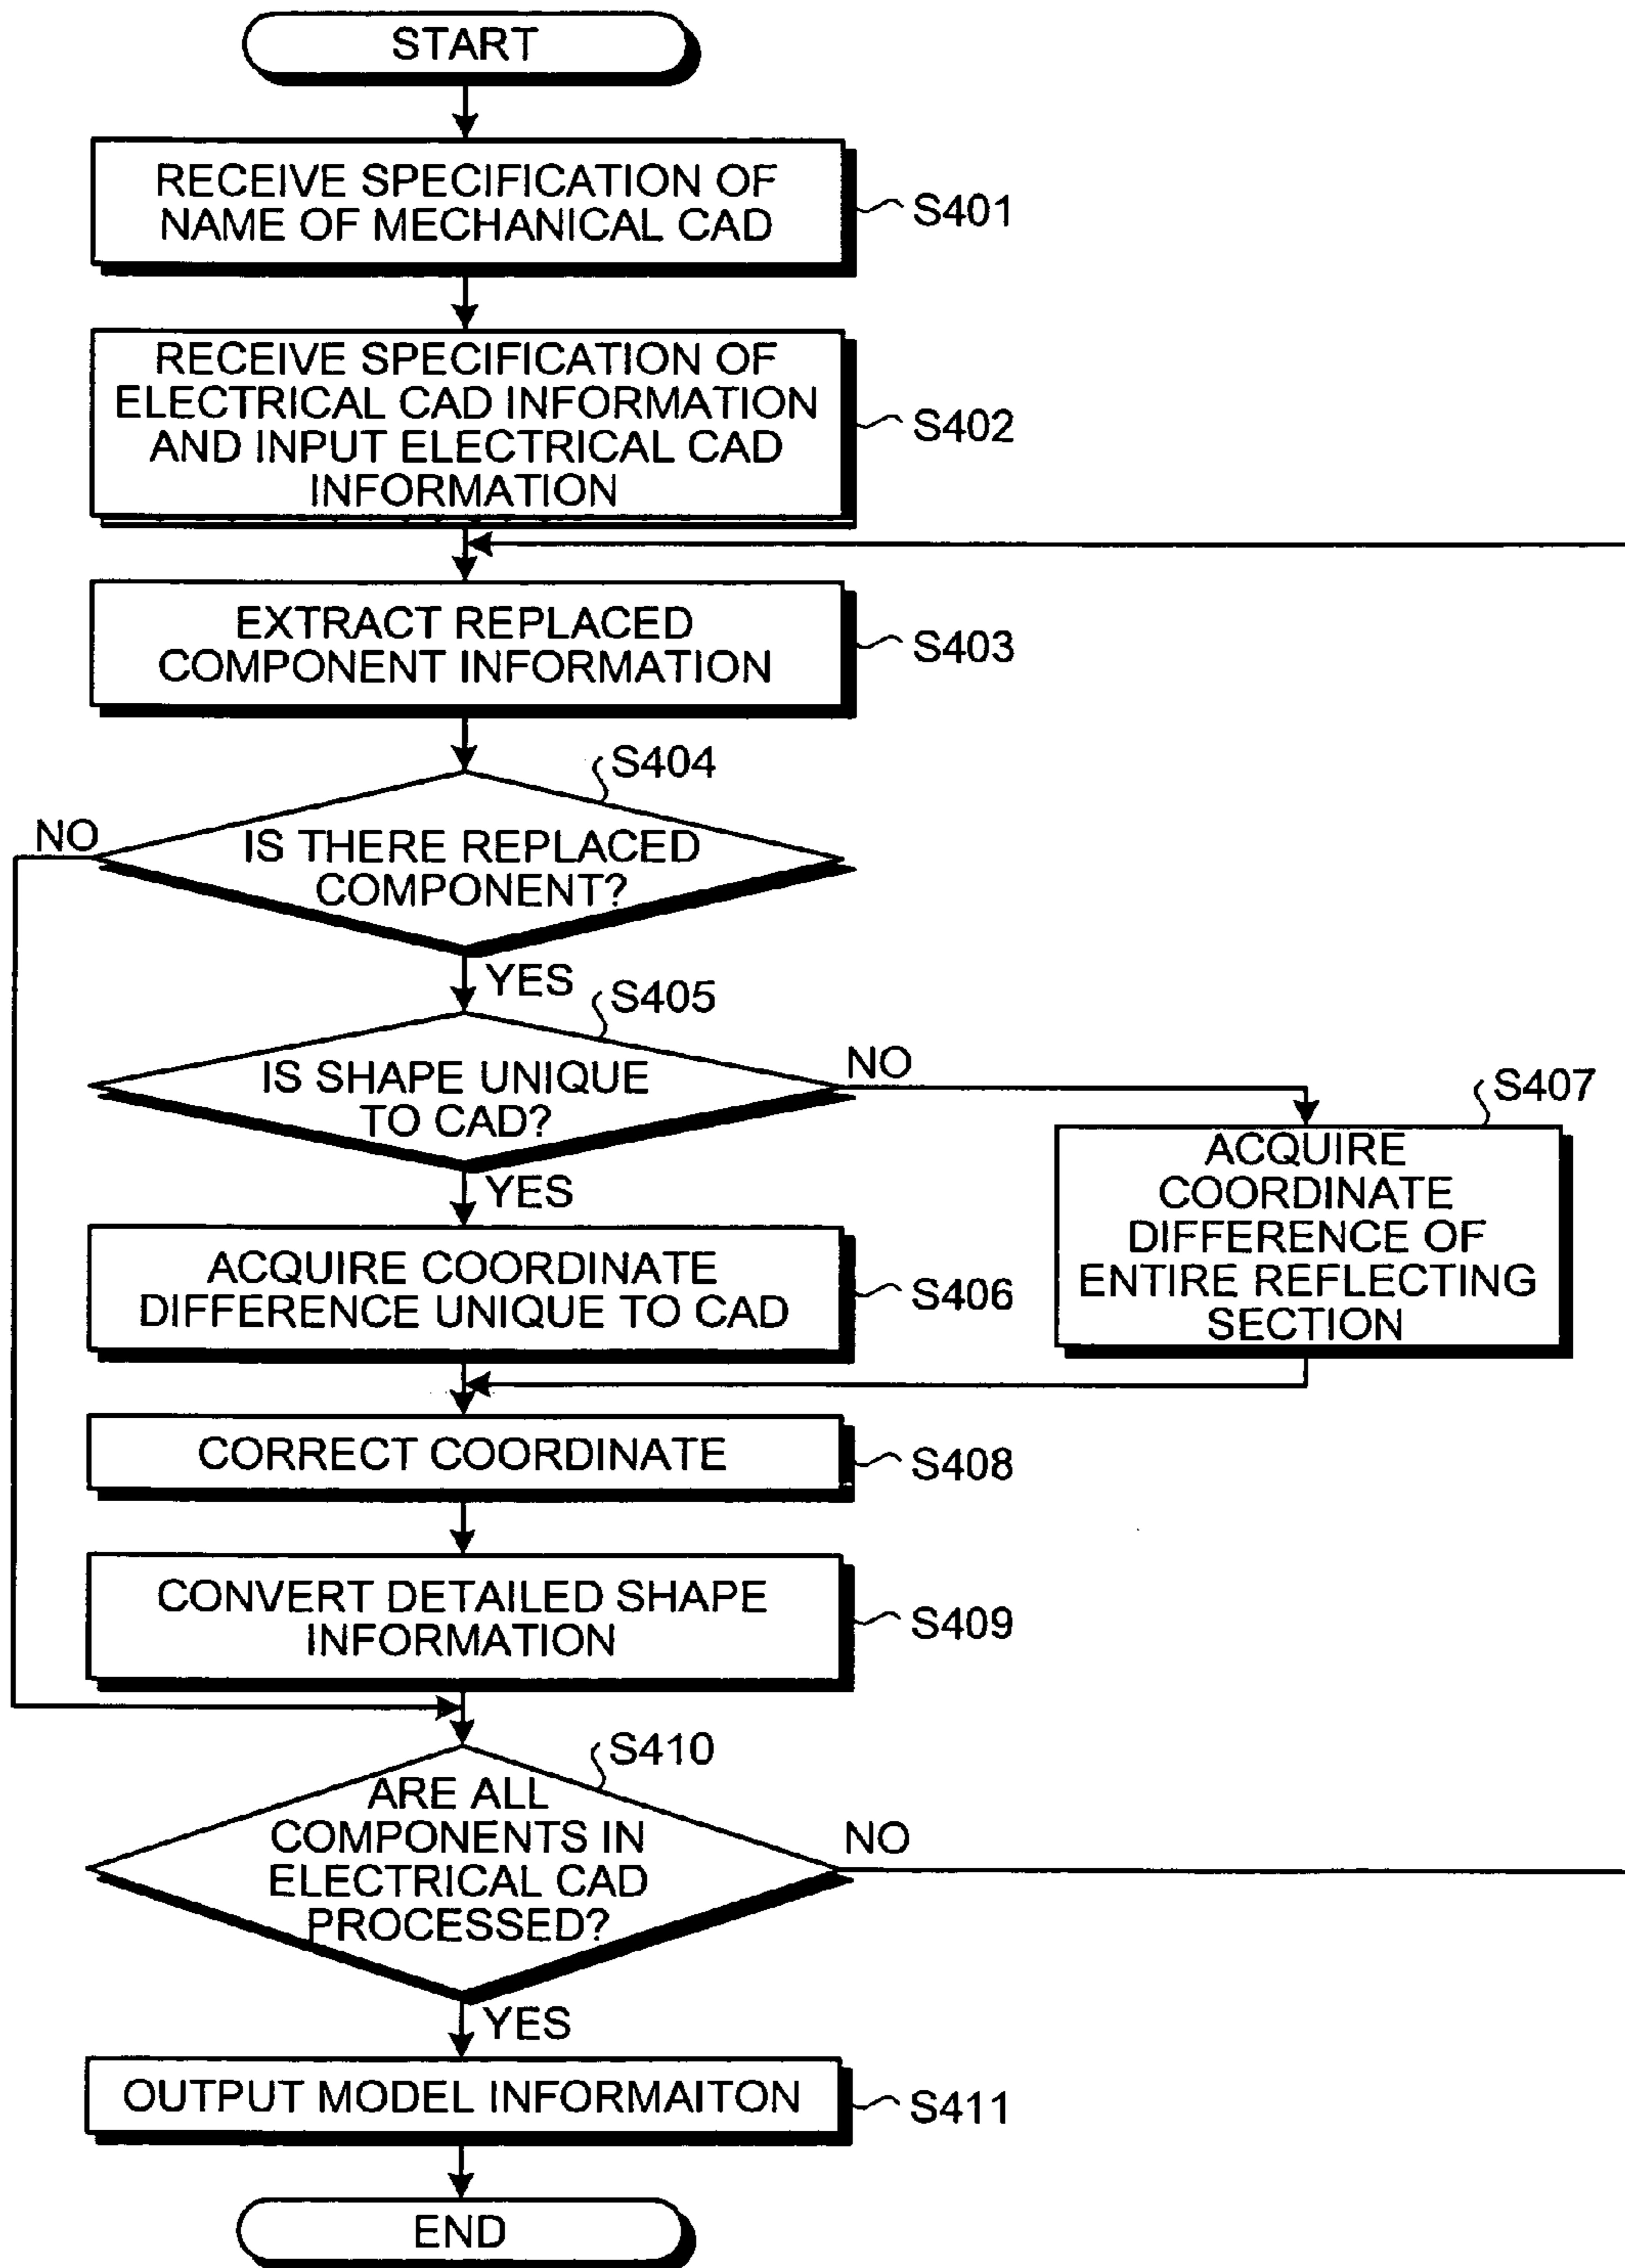 START
RECEIVE SPECIFICATION OF
NAME OF MECHANICAL CAD
S401
RECEIVE SPECIFICATION OF
ELECTRICAL CAD INFORMATION
AND INPUT ELECTRICAL CAD
INFORMATION
S402
EXTRACT REPLACED
COMPONENT INFORMATION
S403
S404
NO
IS THERE REPLACED
COMPONENT?
YES
S405
IS SHAPE UNIQUE
TO CAD?
NO
S407
ACQUIRE
COORDINATE
DIFFERENCE OF
ENTIRE REFLECTING
SECTION
YES
ACQUIRE COORDINATE
DIFFERENCE UNIQUE TO CAD
S406
CORRECT COORDINATE
S408
CONVERT DETAILED SHAPE
INFORMATION
S409
S410
ARE ALL
COMPONENTS IN
ELECTRICAL CAD
PROCESSED?
NO
YES
OUTPUT MODEL INFORMAITON
S411
END